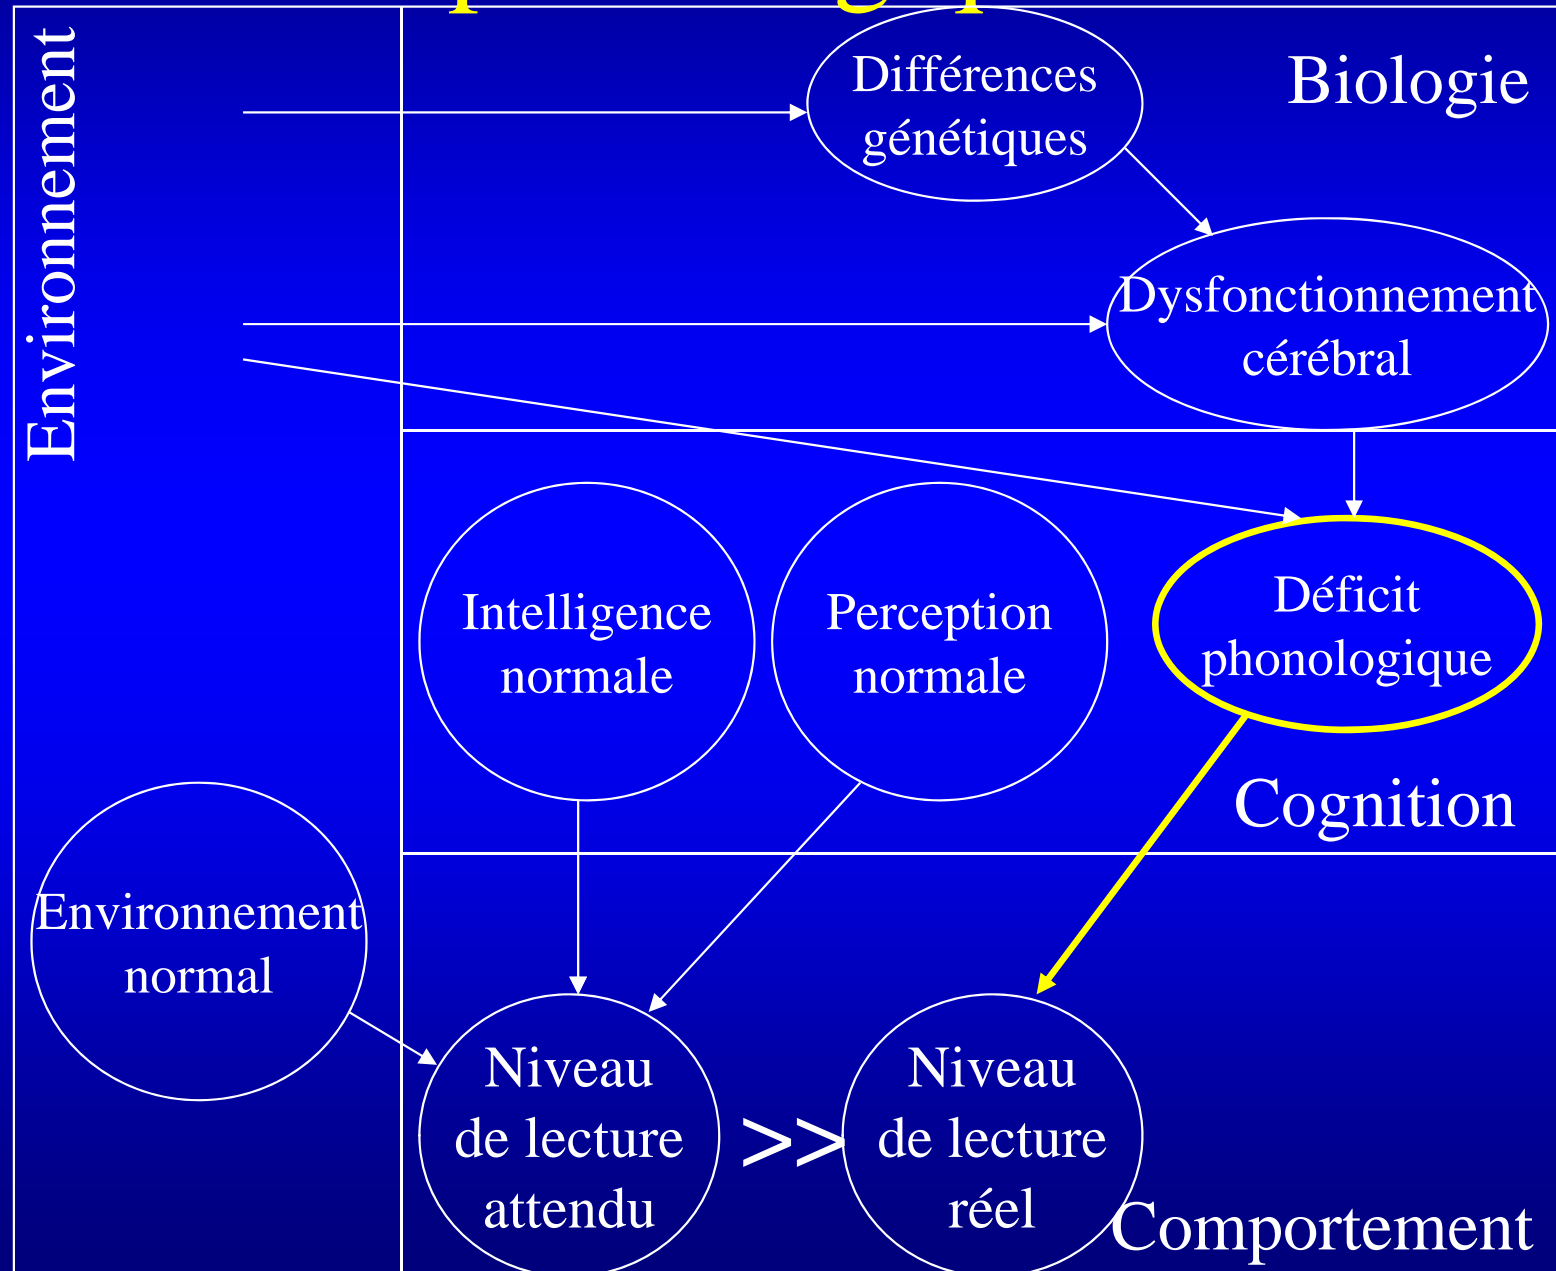 Environnement
Différences
génétiques
Biologie
Dysfonctionnement
cérébral
Intelligence
normale
Perception
normale
Déficit
phonologique
Cognition
Environnement
normal
Niveau
de lecture
attendu
>>
Niveau
de lecture
réel
Comportement